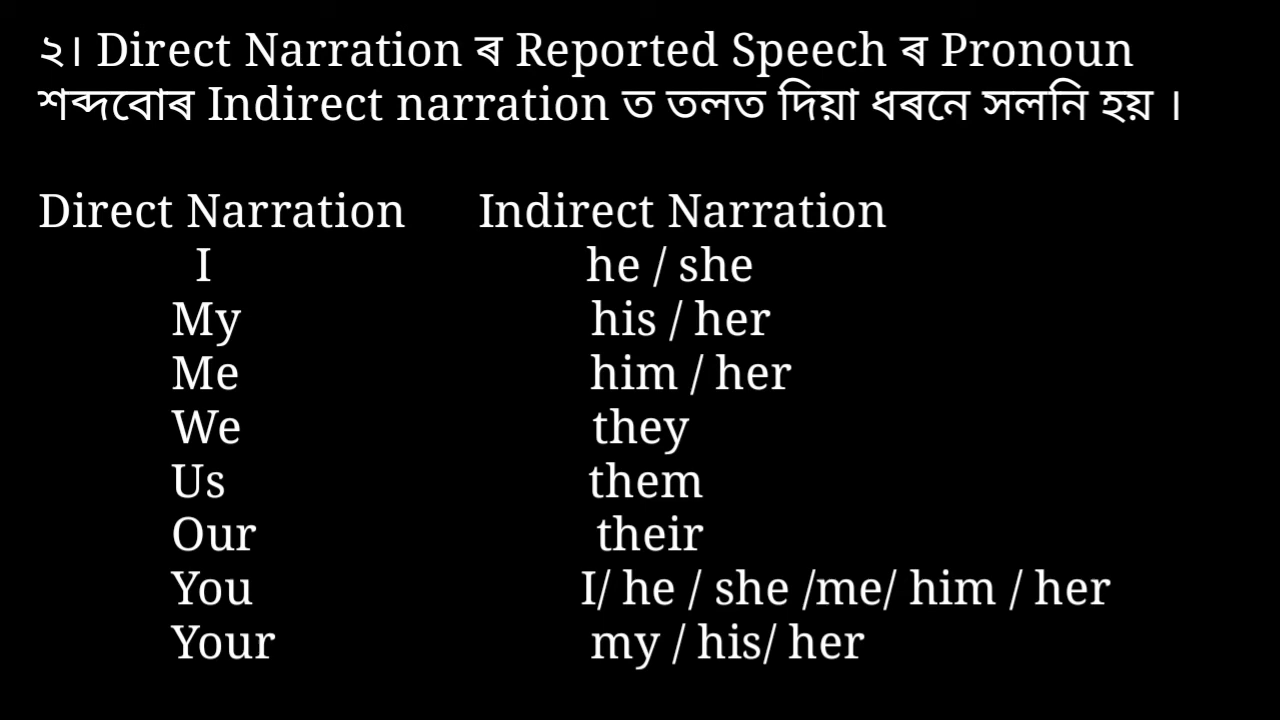 ২। Direct Narration ৰ Reported Speech ৰ Pronoun
শব্দবোৰ Indirect narration ত তলত দিয়া ধৰনে সলনি হয় ।
Direct Narration Indirect Narration
I he / she
My his / her
Me him / her
We they
Us them
Our their
You I/ he / she /me/ him / her
Your my / his/ her